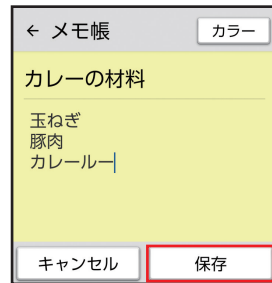 ← メモ帳 カラー
カレーの材料
玉ねぎ
豚肉
カレールー
キャンセル 保存